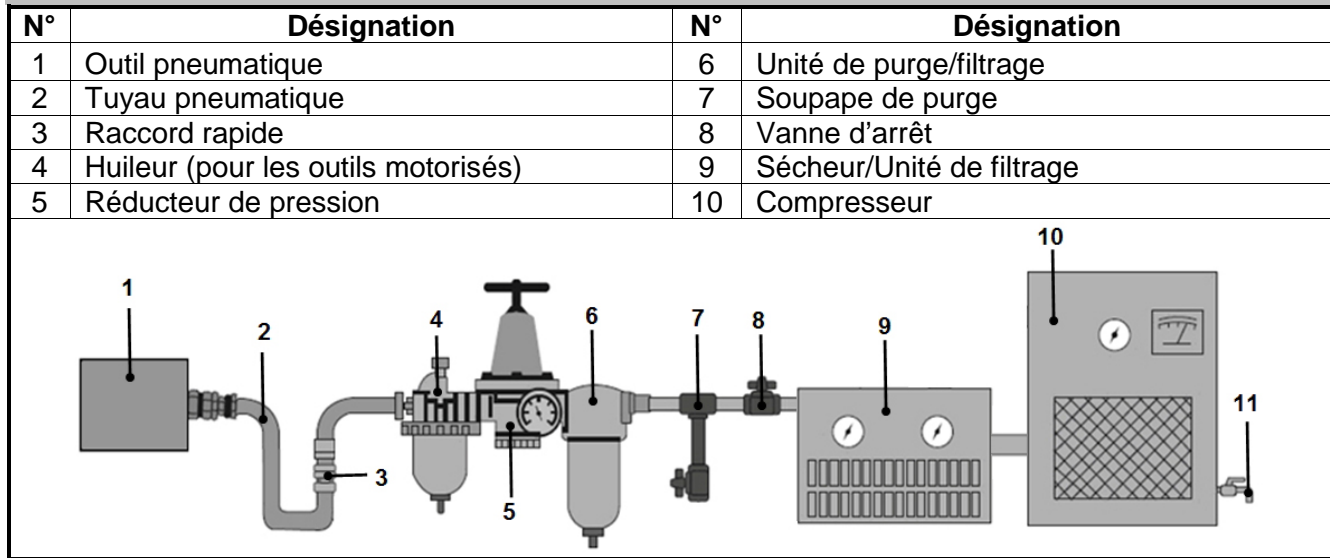 N° Désignation N° Désignation
1 Outil pneumatique 6 Unité de purge/filtrage
2 Tuyau pneumatique 7 Soupape de purge
3 Raccord rapide 8 Vanne d'arrêt
4 Huileur (pour les outils motorisés) 9 Sécheur/Unité de filtrage
5 Réducteur de pression 10 Compresseur
10
1
2
4
6
7
8
9
11
3
5